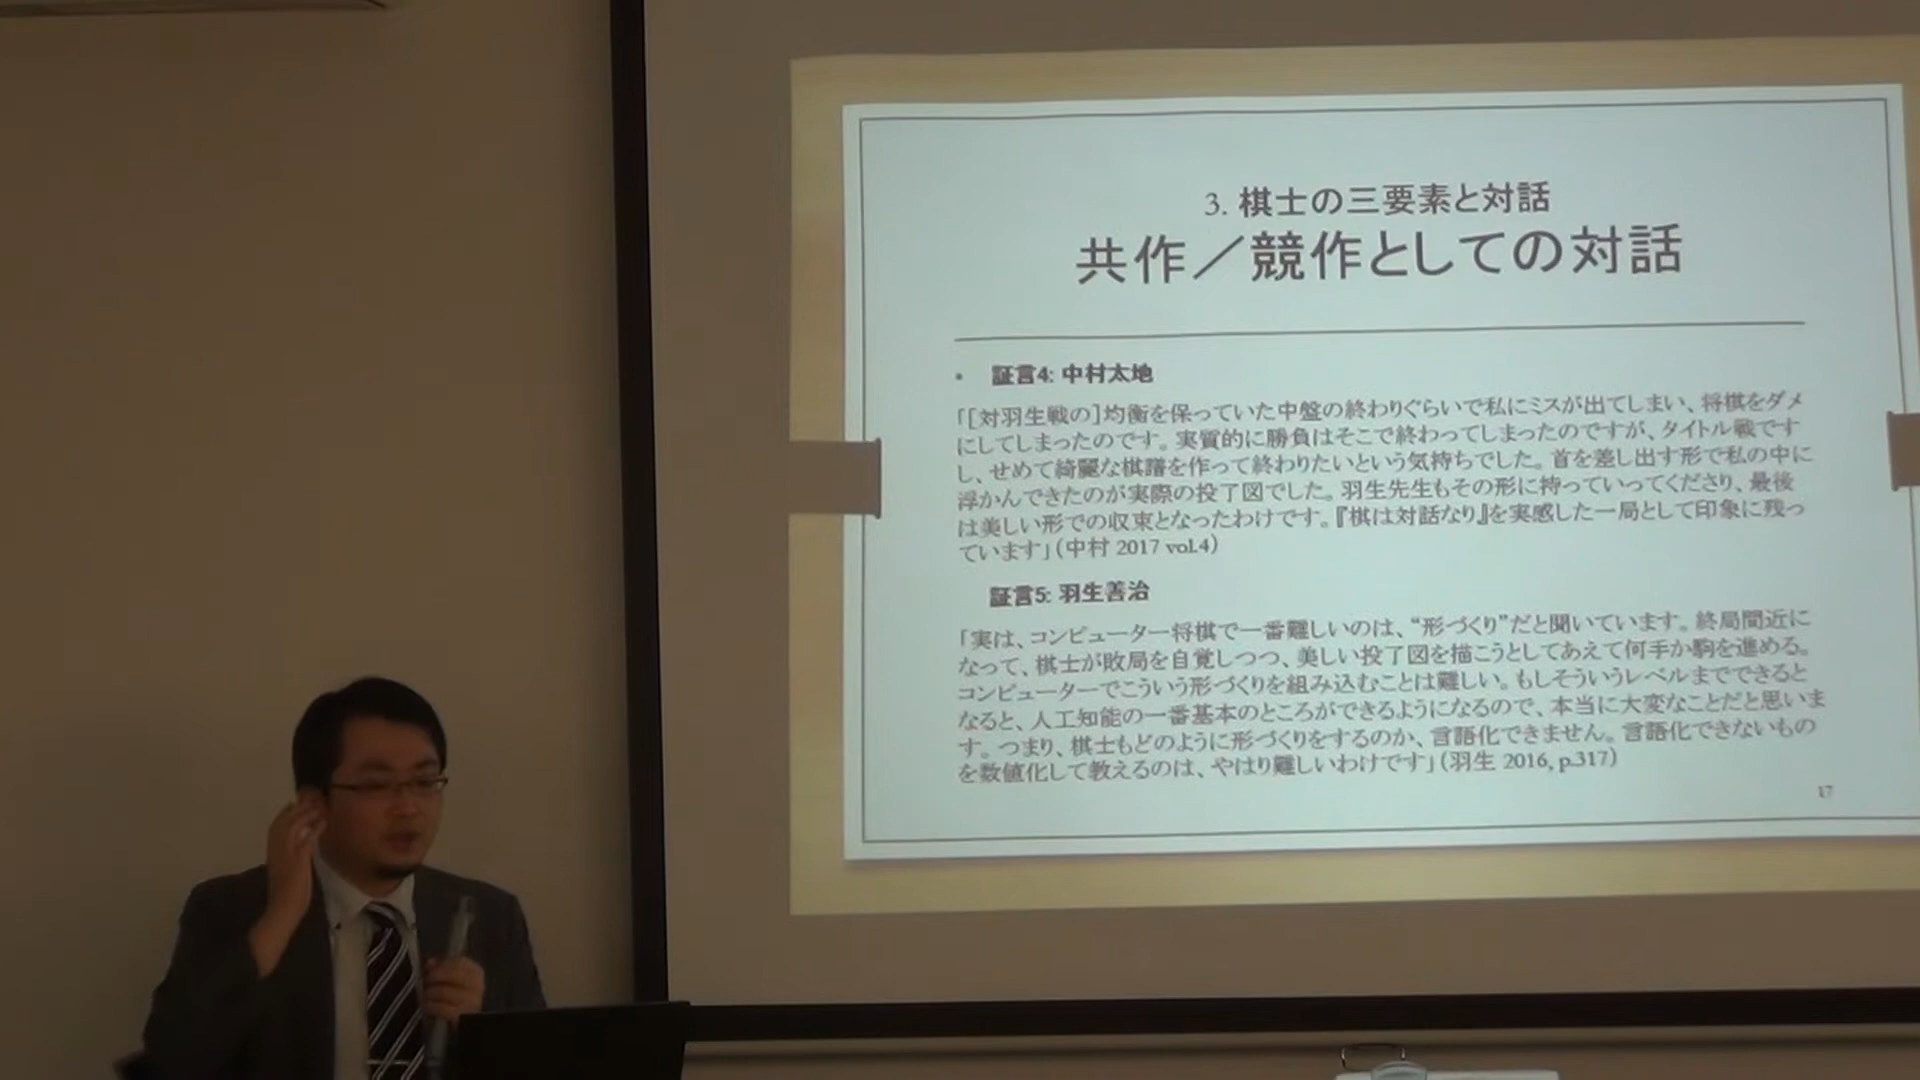 3. 棋士の三要素と対話
共作／競作としての対話
• 証言4: 中村太地
「[対羽生戦の]均衡を保っていた中盤の終わりぐらいで私にミスが出てしまい、将棋をダメ
にしてしまったのです。実質的に勝負はそこで終わってしまったのですが、タイトル戦です
し、せめて綺麗な棋譜を作って終わりたいという気持ちでした。首を差し出す形で私の中に
浮かんできたのが実際の投了図でした。羽生先生もその形に持っていってくださり、最後
は美しい形での収束となったわけです。『棋は対話なり』を実感した一局として印象に残っ
ています」（中村 2017 vol.4）
証言5: 羽生善治
「実は、コンピューター将棋で一番難しいのは、“形づくり”だと聞いています。終局間近に
なって、棋士が敗局を自覚しつつ、美しい投了図を描こうとしてあえて何手か駒を進める。
コンピューターでこういう形づくりを組み込むことは難しい。もしそういうレベルまでできると
なると、人工知能の一番基本のところができるようになるので、本当に大変なことだと思いま
す。つまり、棋士もどのように形づくりをするのか、言語化できません。言語化できないもの
を数値化して教えるのは、やはり難しいわけです」（羽生 2016, p.317）
17